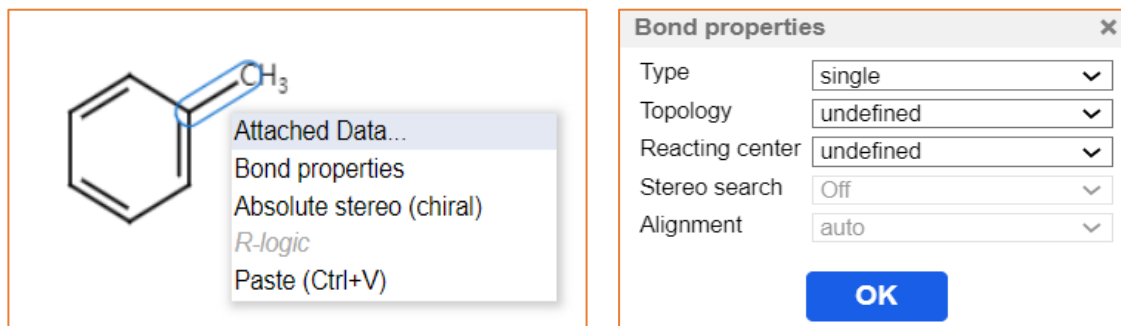 CH3
Attached Data...
Bond properties
Absolute stereo (chiral)
R-logic
Paste (Ctrl+V)
Bond properties ×
Type single
Topology undefined
Reacting center undefined
Stereo search Off
Alignment auto
OK